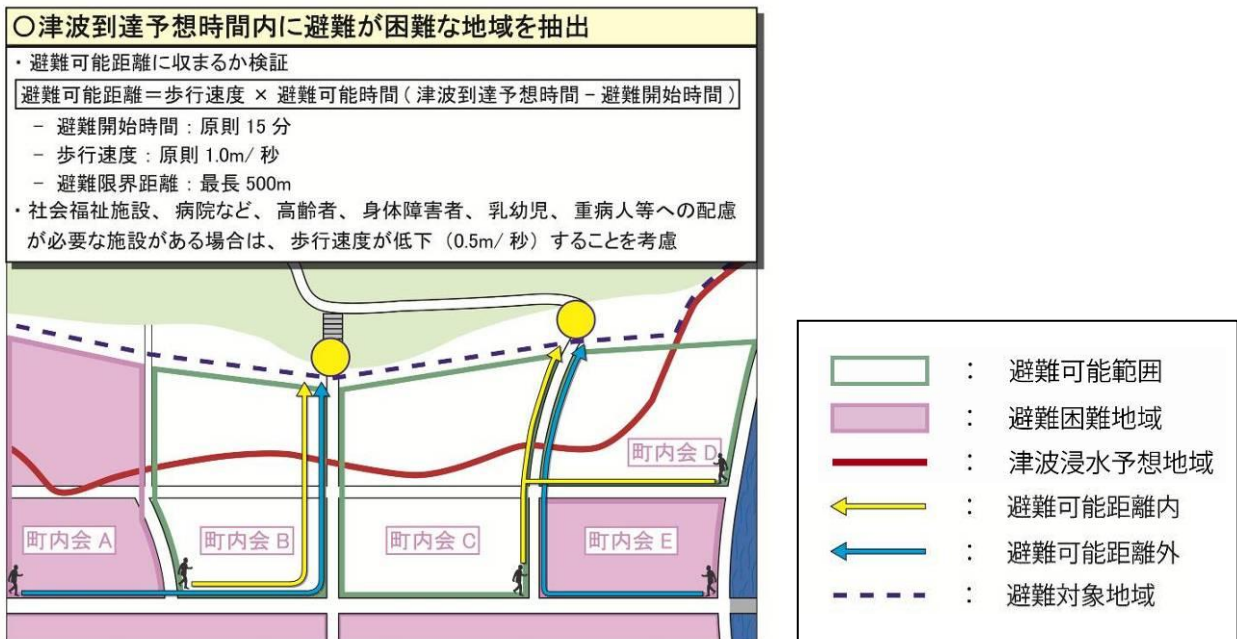 〇津波到達予想時間内に避難が困難な地域を抽出
・避難可能距離に収まるか検証
避難可能距離＝歩行速度 × 避難可能時間（津波到達予想時間－避難開始時間）
－ 避難開始時間：原則 15 分
－ 歩行速度：原則 1.0m/ 秒
－ 避難限界距離：最長 500m
・社会福祉施設、病院など、高齢者、身体障害者、乳幼児、重病人等への配慮
が必要な施設がある場合は、歩行速度が低下（0.5m/ 秒）することを考慮
町内会 D
町内会 A
町内会 B
町内会 C
町内会 E
： 避難可能範囲
： 避難困難地域
： 津波浸水予想地域
： 避難可能距離内
： 避難可能距離外
： 避難対象地域